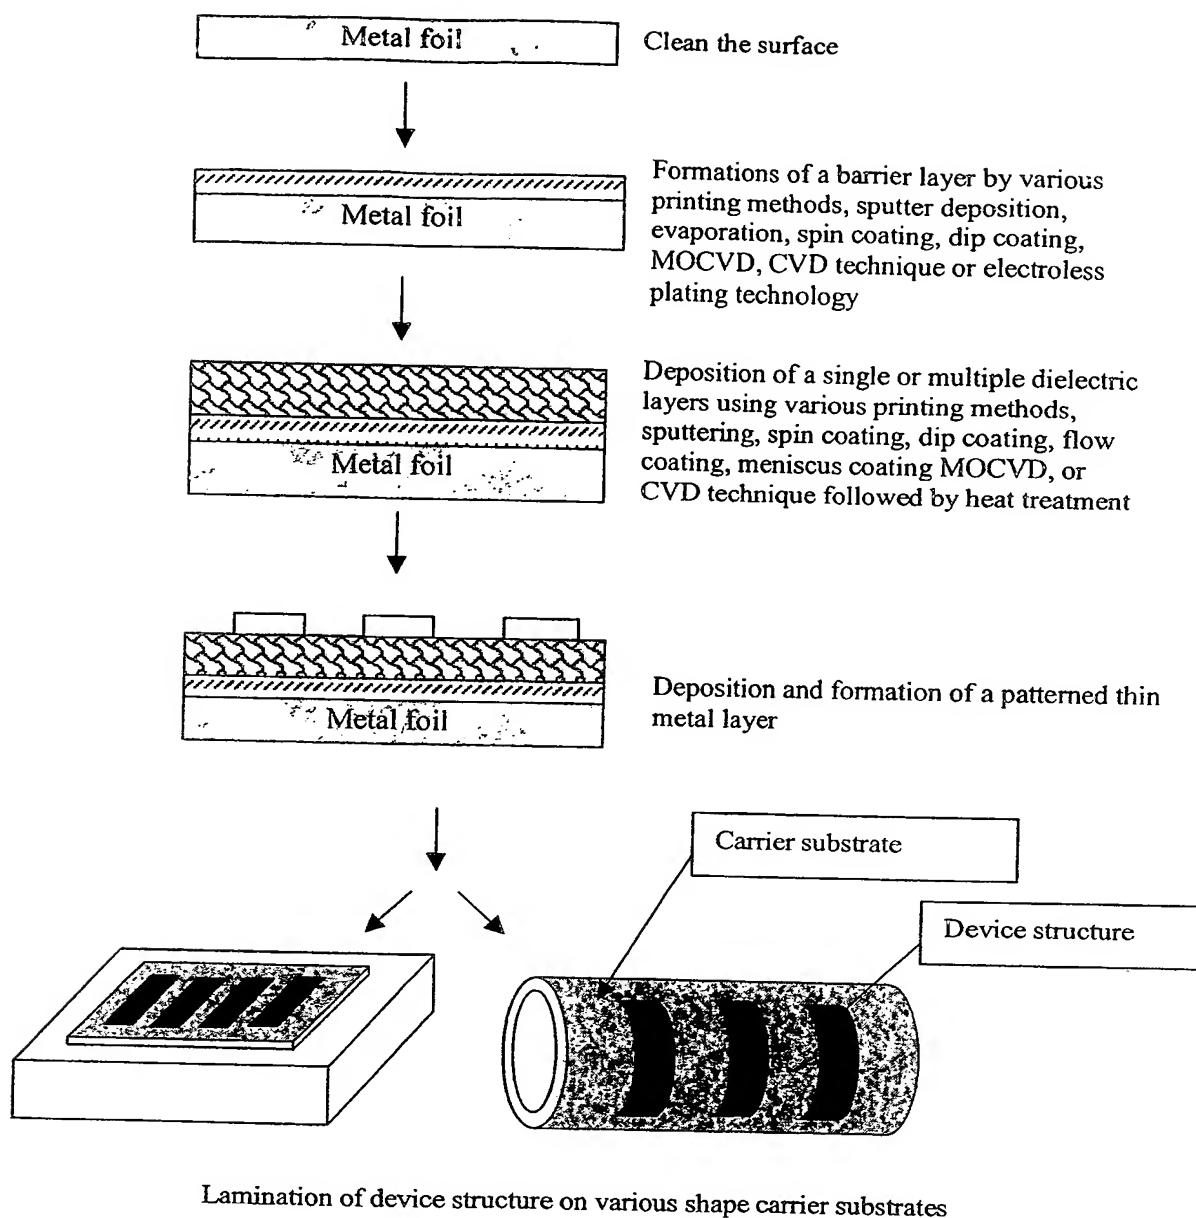 Metal foil
Clean the surface
Formations of a barrier layer by various
printing methods, sputter deposition,
evaporation, spin coating, dip coating,
MOCVD, CVD technique or electroless
plating technology
Metal foil
Deposition of a single or multiple dielectric
layers using various printing methods,
sputtering, spin coating, dip coating, flow
coating, meniscus coating MOCVD, or
CVD technique followed by heat treatment
Metal foil
Deposition and formation of a patterned thin
metal layer
Metal foil
Carrier substrate
Device structure
Lamination of device structure on various shape carrier substrates